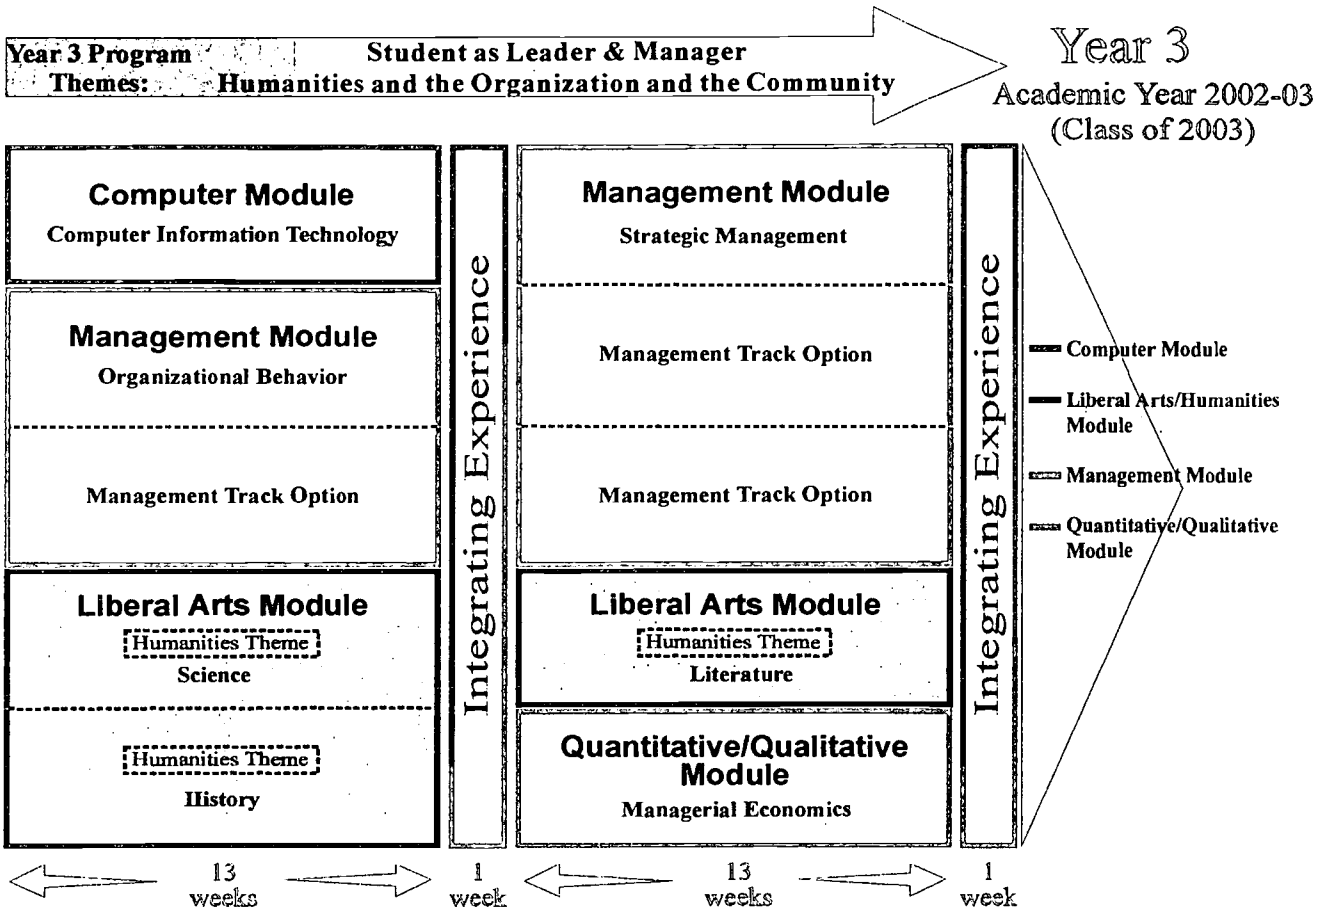 Year 3 Program
Themes:
Student as Leader & Manager
Humanities and the Organization and the Community
Year 3
Academic Year 2002-03
(Class of 2003)
Computer Module
Computer Information Technology
Management Module
Organizational Behavior
Management Track Option
Liberal Arts Module
Humanities Theme
Science
Humanities Theme
History
Integrating Experience
Management Module
Strategic Management
Management Track Option
Management Track Option
Liberal Arts Module
Humanities Theme
Literature
Quantitative/Qualitative
Module
Managerial Economics
Integrating Experience
Computer Module
Liberal Arts/Humanities
Module
Management Module
Quantitative/Qualitative
Module
13
weeks
1
week
13
weeks
1
week